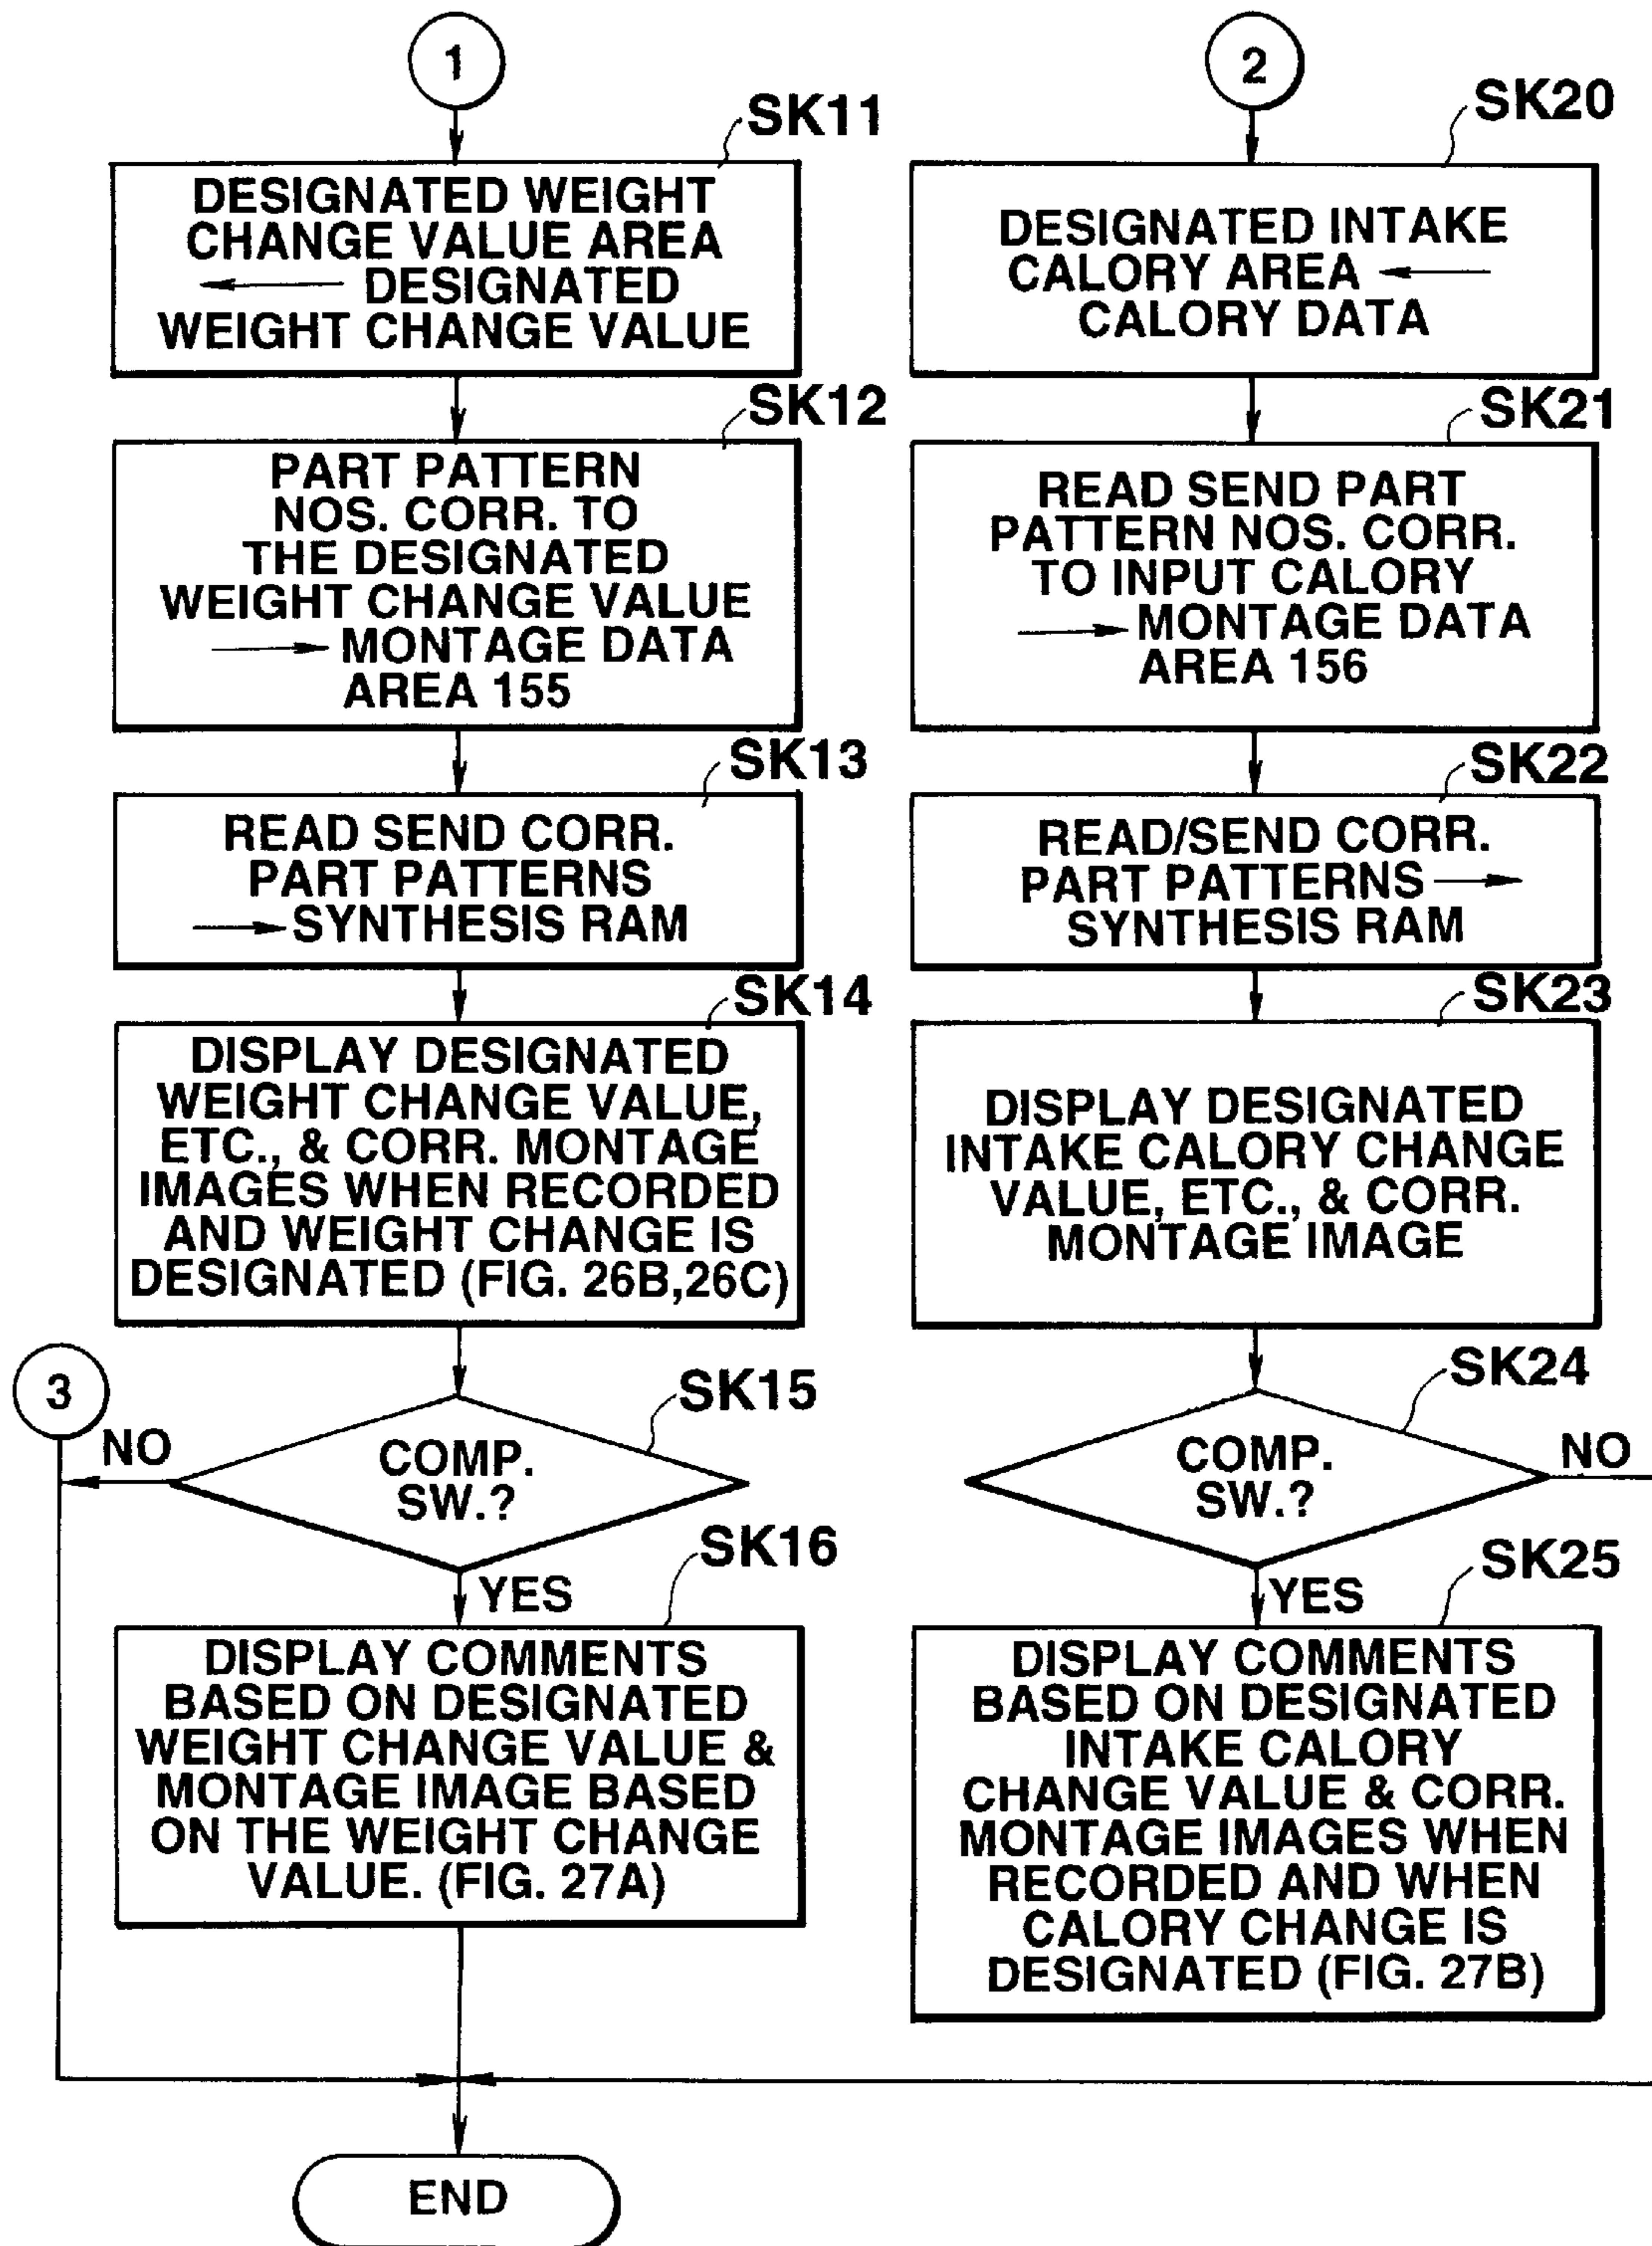 1
SK11
DESIGNATED WEIGHT
CHANGE VALUE AREA
← DESIGNATED
WEIGHT CHANGE VALUE
SK12
PART PATTERN
NOS. CORR. TO
THE DESIGNATED
WEIGHT CHANGE VALUE
→ MONTAGE DATA
AREA 155
SK13
READ SEND CORR.
PART PATTERNS
→ SYNTHESIS RAM
SK14
DISPLAY DESIGNATED
WEIGHT CHANGE VALUE,
ETC., & CORR. MONTAGE
IMAGES WHEN RECORDED
AND WEIGHT CHANGE IS
DESIGNATED (FIG. 26B,26C)
3
SK15
NO
COMP.
SW.?
YES
SK16
DISPLAY COMMENTS
BASED ON DESIGNATED
WEIGHT CHANGE VALUE &
MONTAGE IMAGE BASED
ON THE WEIGHT CHANGE
VALUE. (FIG. 27A)
END
2
SK20
DESIGNATED INTAKE
CALORY AREA ←
CALORY DATA
SK21
READ SEND PART
PATTERN NOS. CORR.
TO INPUT CALORY
→ MONTAGE DATA
AREA 156
SK22
READ/SEND CORR.
PART PATTERNS →
SYNTHESIS RAM
SK23
DISPLAY DESIGNATED
INTAKE CALORY CHANGE
VALUE, ETC., & CORR.
MONTAGE IMAGE
SK24
COMP.
SW.?
NO
YES
SK25
DISPLAY COMMENTS
BASED ON DESIGNATED
INTAKE CALORY
CHANGE VALUE & CORR.
MONTAGE IMAGES WHEN
RECORDED AND WHEN
CALORY CHANGE IS
DESIGNATED (FIG. 27B)